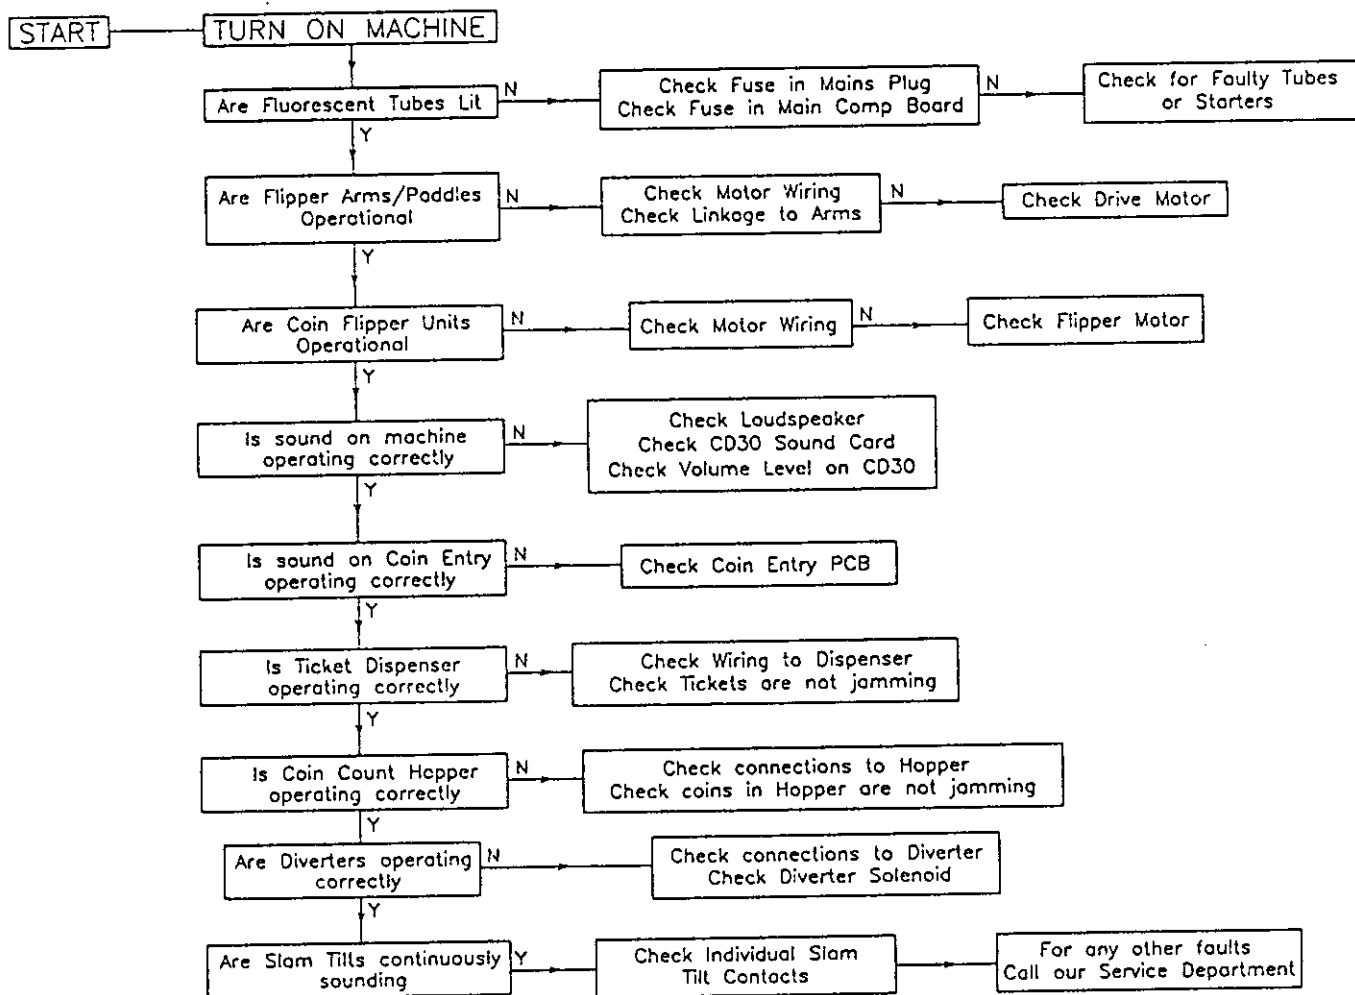 START
TURN ON MACHINE
Are Fluorescent Tubes Lit
N
Check Fuse in Mains Plug
Check Fuse in Main Comp Board
N
Check for Faulty Tubes
or Starters
Y
Are Flipper Arms/Paddles
Operational
N
Check Motor Wiring
Check Linkage to Arms
N
Check Drive Motor
Y
Are Coin Flipper Units
Operational
N
Check Motor Wiring
N
Check Flipper Motor
Y
Is sound on machine
operating correctly
N
Check Loudspeaker
Check CD30 Sound Card
Check Volume Level on CD30
Y
Is sound on Coin Entry
operating correctly
N
Check Coin Entry PCB
Y
Is Ticket Dispenser
operating correctly
N
Check Wiring to Dispenser
Check Tickets are not jamming
Y
Is Coin Count Hopper
operating correctly
N
Check connections to Hopper
Check coins in Hopper are not jamming
Y
Are Diverters operating
correctly
N
Check connections to Diverter
Check Diverter Solenoid
Y
Are Slam Tilts continuously
sounding
Y
Check Individual Slam
Tilt Contacts
For any other faults
Call our Service Department